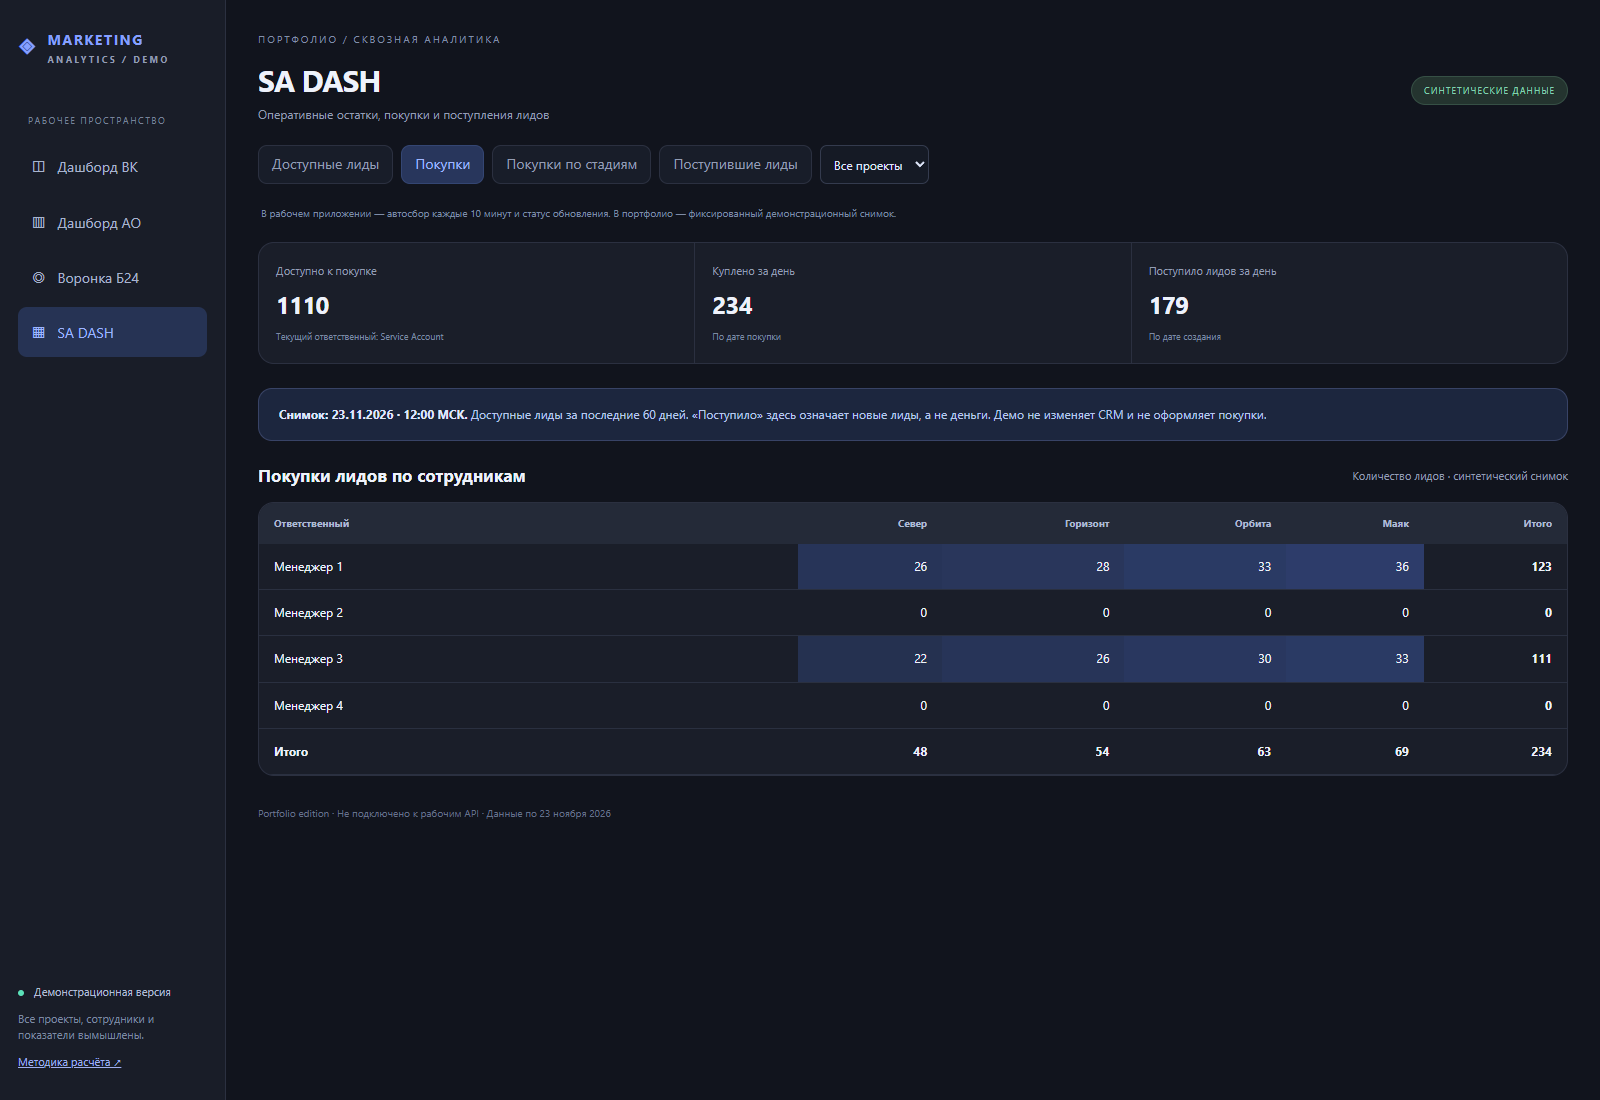 MARKETING
ANALYTICS / DEMO
РАБОЧЕЕ ПРОСТРАНСТВО
Дашборд ВК
Дашборд АО
Воронка Б24
SA DASH
Демонстрационная версия
Все проекты, сотрудники и
показатели вымышлены.
Методика расчёта ↗
ПОРТФОЛИО / СКВОЗНАЯ АНАЛИТИКА
SA DASH
Оперативные остатки, покупки и поступления лидов
СИНТЕТИЧЕСКИЕ ДАННЫЕ
Доступные лиды Покупки Покупки по стадиям Поступившие лиды Все проекты
В рабочем приложении — автосбор каждые 10 минут и статус обновления. В портфолио — фиксированный демонстрационный снимок.
Доступно к покупке
1110
Текущий ответственный: Service Account
Куплено за день
234
По дате покупки
Поступило лидов за день
179
По дате создания
Снимок: 23.11.2026 · 12:00 МСК. Доступные лиды за последние 60 дней. «Поступило» здесь означает новые лиды, а не деньги. Демо не изменяет CRM и не оформляет покупки.
Покупки лидов по сотрудникам
Количество лидов · синтетический снимок
Ответственный Север Горизонт Орбита Маяк Итого
Менеджер 1 26 28 33 36 123
Менеджер 2 0 0 0 0 0
Менеджер 3 22 26 30 33 111
Менеджер 4 0 0 0 0 0
Итого 48 54 63 69 234
Portfolio edition · Не подключено к рабочим API · Данные по 23 ноября 2026